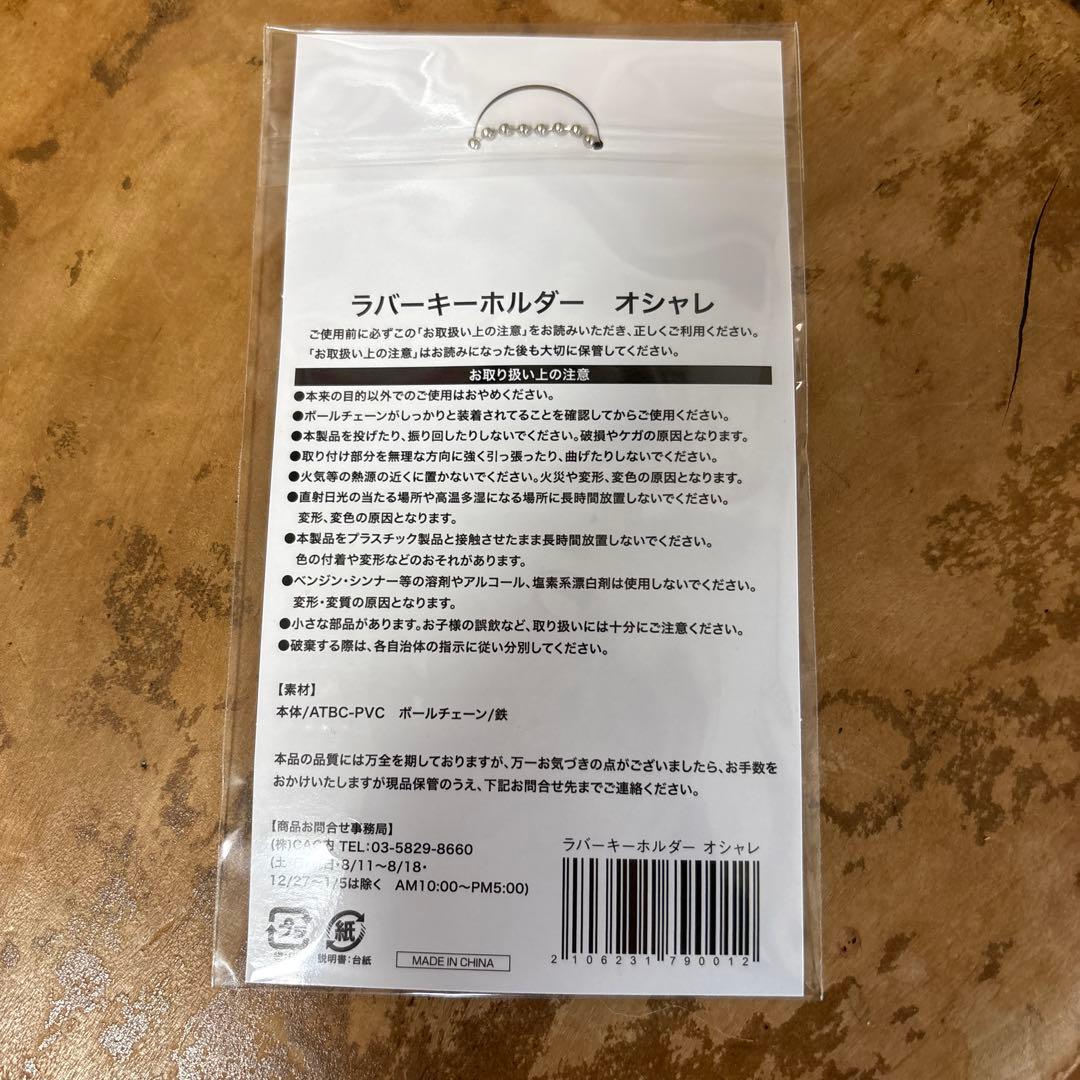 ラバーキーホルダー　オシャレ
ご使用前に必ずこの「お取扱い上の注意」をお読みいただき、正しくご利用ください。
「お取扱い上の注意」はお読みになった後も大切に保管してください。
お取り扱い上の注意
●本来の目的以外でのご使用はおやめください。
●ボールチェーンがしっかりと装着されてることを確認してからご使用ください。
●本製品を投げたり、振り回したりしないでください。破損やケガの原因となります。
●取り付け部分を無理な方向に強く引っ張ったり、曲げたりしないでください。
●火気等の熱源の近くに置かないでください。火災や変形、変色の原因となります。
●直射日光の当たる場所や高温多湿になる場所に長時間放置しないでください。
変形、変色の原因となります。
●本製品をプラスチック製品と接触させたまま長時間放置しないでください。
色の付着や変形などのおそれがあります。
●ベンジン・シンナー等の溶剤やアルコール、塩素系漂白剤は使用しないでください。
変形・変質の原因となります。
●小さな部品があります。お子様の誤飲など、取り扱いには十分にご注意ください。
●破棄する際は、各自治体の指示に従い分別してください。
【素材】
本体/ATBC-PVC　ボールチェーン/鉄
本品の品質には万全を期しておりますが、万一お気づきの点がございましたら、お手数を
おかけいたしますが現品保管のうえ、下記お問合せ先までご連絡ください。
【商品お問合せ事務局】
(株)CAC内 TEL:03-5829-8660
(土・日・8/11〜8/18・
12/27〜1/5は除く　AM10:00〜PM5:00)
プラ
紙
説明書：台紙
MADE IN CHINA
ラバーキーホルダー オシャレ
2106231790012